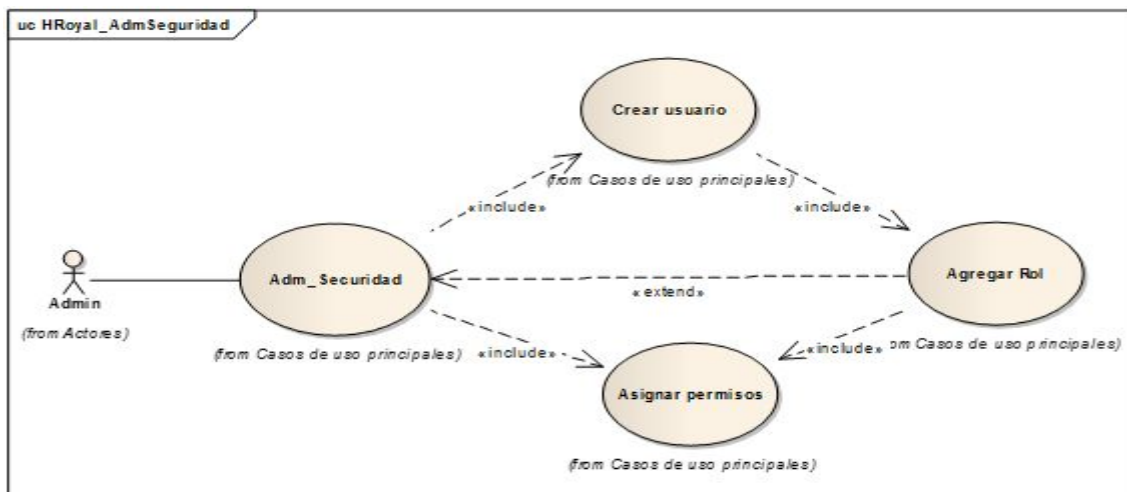 uc HRoyal_AdmSeguridad
Crear usuario
(from Casos de uso principales)
«include»
«include»
Adm_Securidad
Agregar Rol
«extend»
Admin
(from Actores)
(from Casos de uso principales)
«include»
«include»
om Casos de uso principales)
Asignar permisos
(from Casos de uso principales)